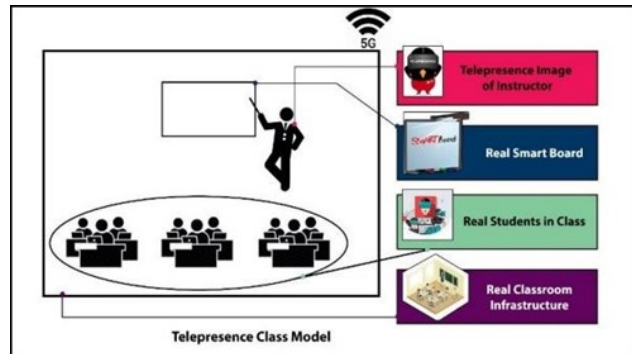 5G
Telepresence Image
of Instructor
Real Smart Board
Real Students in Class
Real Classroom
Infrastructure
Telepresence Class Model